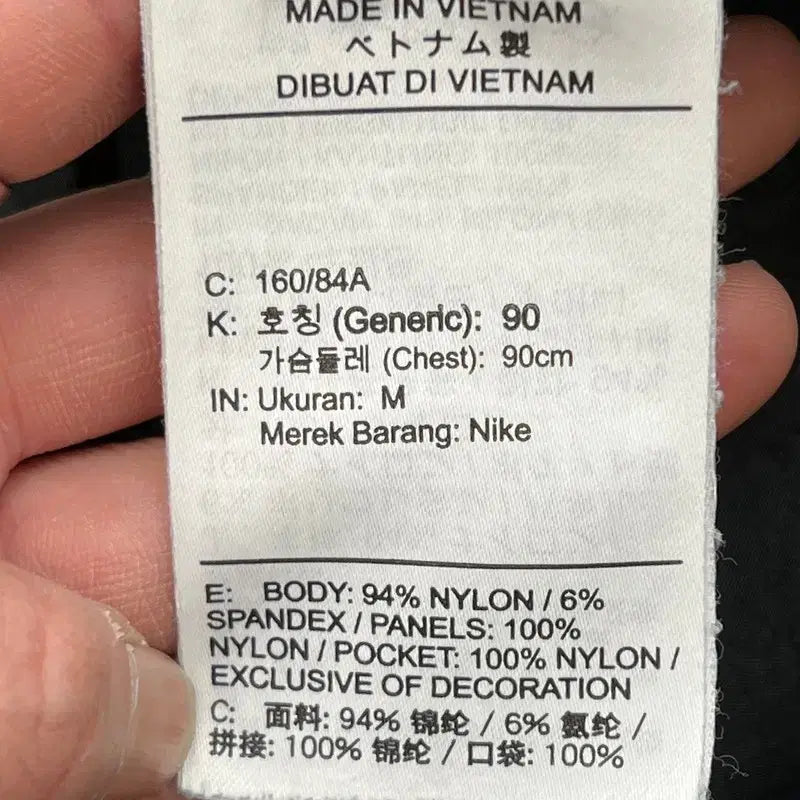 MADE IN VIETNAM
ベトナム製
DIBUAT DI VIETNAM
C: 160/84A
K: 호칭 (Generic): 90
가슴둘레 (Chest): 90cm
IN: Ukuran: M
Merek Barang: Nike
E: BODY: 94% NYLON / 6%
SPANDEX / PANELS: 100%
NYLON / POCKET: 100% NYLON /
EXCLUSIVE OF DECORATION
C: 面料: 94% 锦纶 / 6% 氨纶 /
拼接: 100% 锦纶 / 口袋: 100%